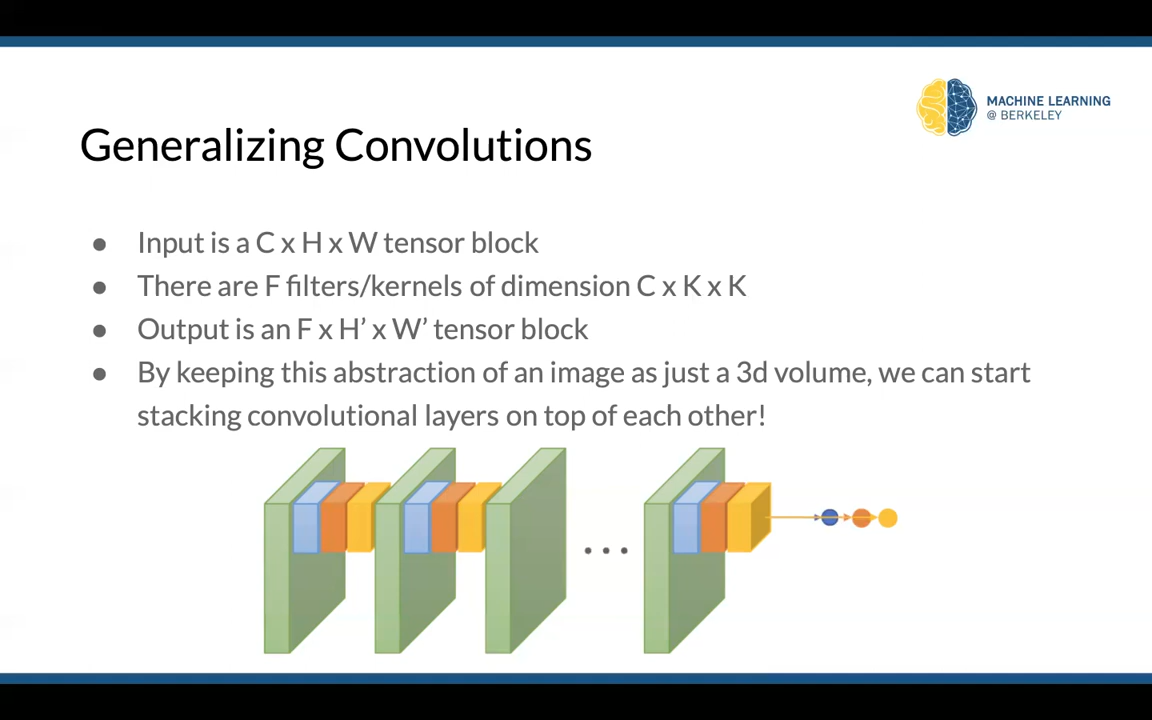 MACHINE LEARNING
@ BERKELEY
Generalizing Convolutions
● Input is a C x H x W tensor block
● There are F filters/kernels of dimension C x K x K
● Output is an F x H’ x W’ tensor block
● By keeping this abstraction of an image as just a 3d volume, we can start
stacking convolutional layers on top of each other!
...